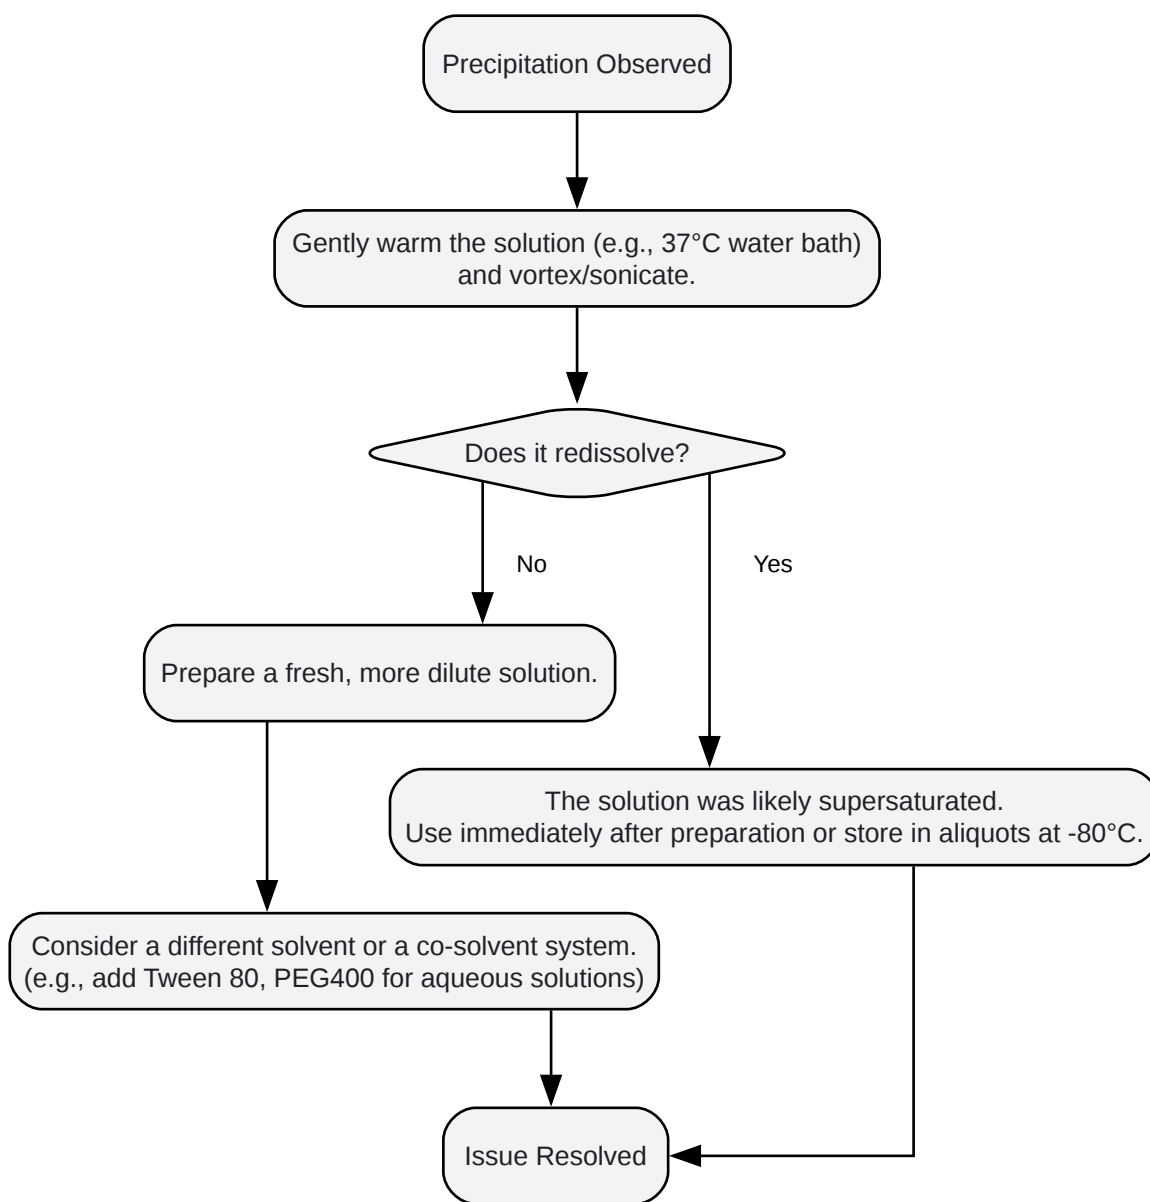 Precipitation Observed
Gently warm the solution (e.g., 37°C water bath)
and vortex/sonicate.
Does it redissolve?
No
Yes
Prepare a fresh, more dilute solution.
The solution was likely supersaturated.
Use immediately after preparation or store in aliquots at -80°C.
Consider a different solvent or a co-solvent system.
(e.g., add Tween 80, PEG400 for aqueous solutions)
Issue Resolved